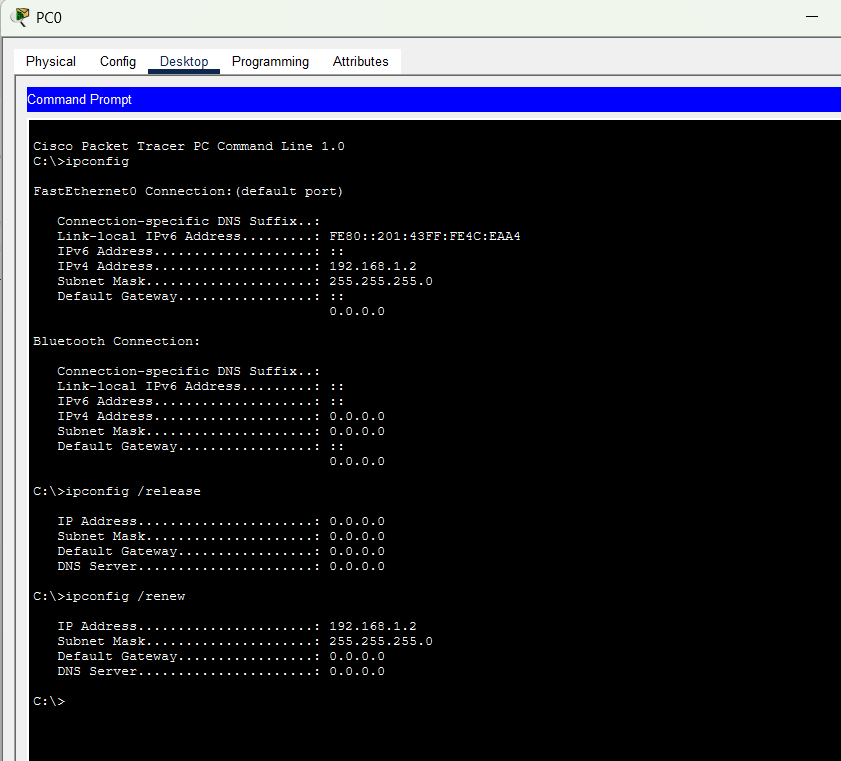 PC0
Physical Config Desktop Programming Attributes
Command Prompt
Cisco Packet Tracer PC Command Line 1.0
C:\>ipconfig
FastEthernet0 Connection:(default port)
Connection-specific DNS Suffix..:
Link-local IPv6 Address.........: FE80::201:43FF:FE4C:EAA4
IPv6 Address....................: ::
IPv4 Address....................: 192.168.1.2
Subnet Mask.....................: 255.255.255.0
Default Gateway.................: ::
0.0.0.0
Bluetooth Connection:
Connection-specific DNS Suffix..:
Link-local IPv6 Address.........: ::
IPv6 Address....................: ::
IPv4 Address....................: 0.0.0.0
Subnet Mask.....................: 0.0.0.0
Default Gateway.................: ::
0.0.0.0
C:\>ipconfig /release
IP Address......................: 0.0.0.0
Subnet Mask.....................: 0.0.0.0
Default Gateway.................: 0.0.0.0
DNS Server......................: 0.0.0.0
C:\>ipconfig /renew
IP Address......................: 192.168.1.2
Subnet Mask.....................: 255.255.255.0
Default Gateway.................: 0.0.0.0
DNS Server......................: 0.0.0.0
C:\>